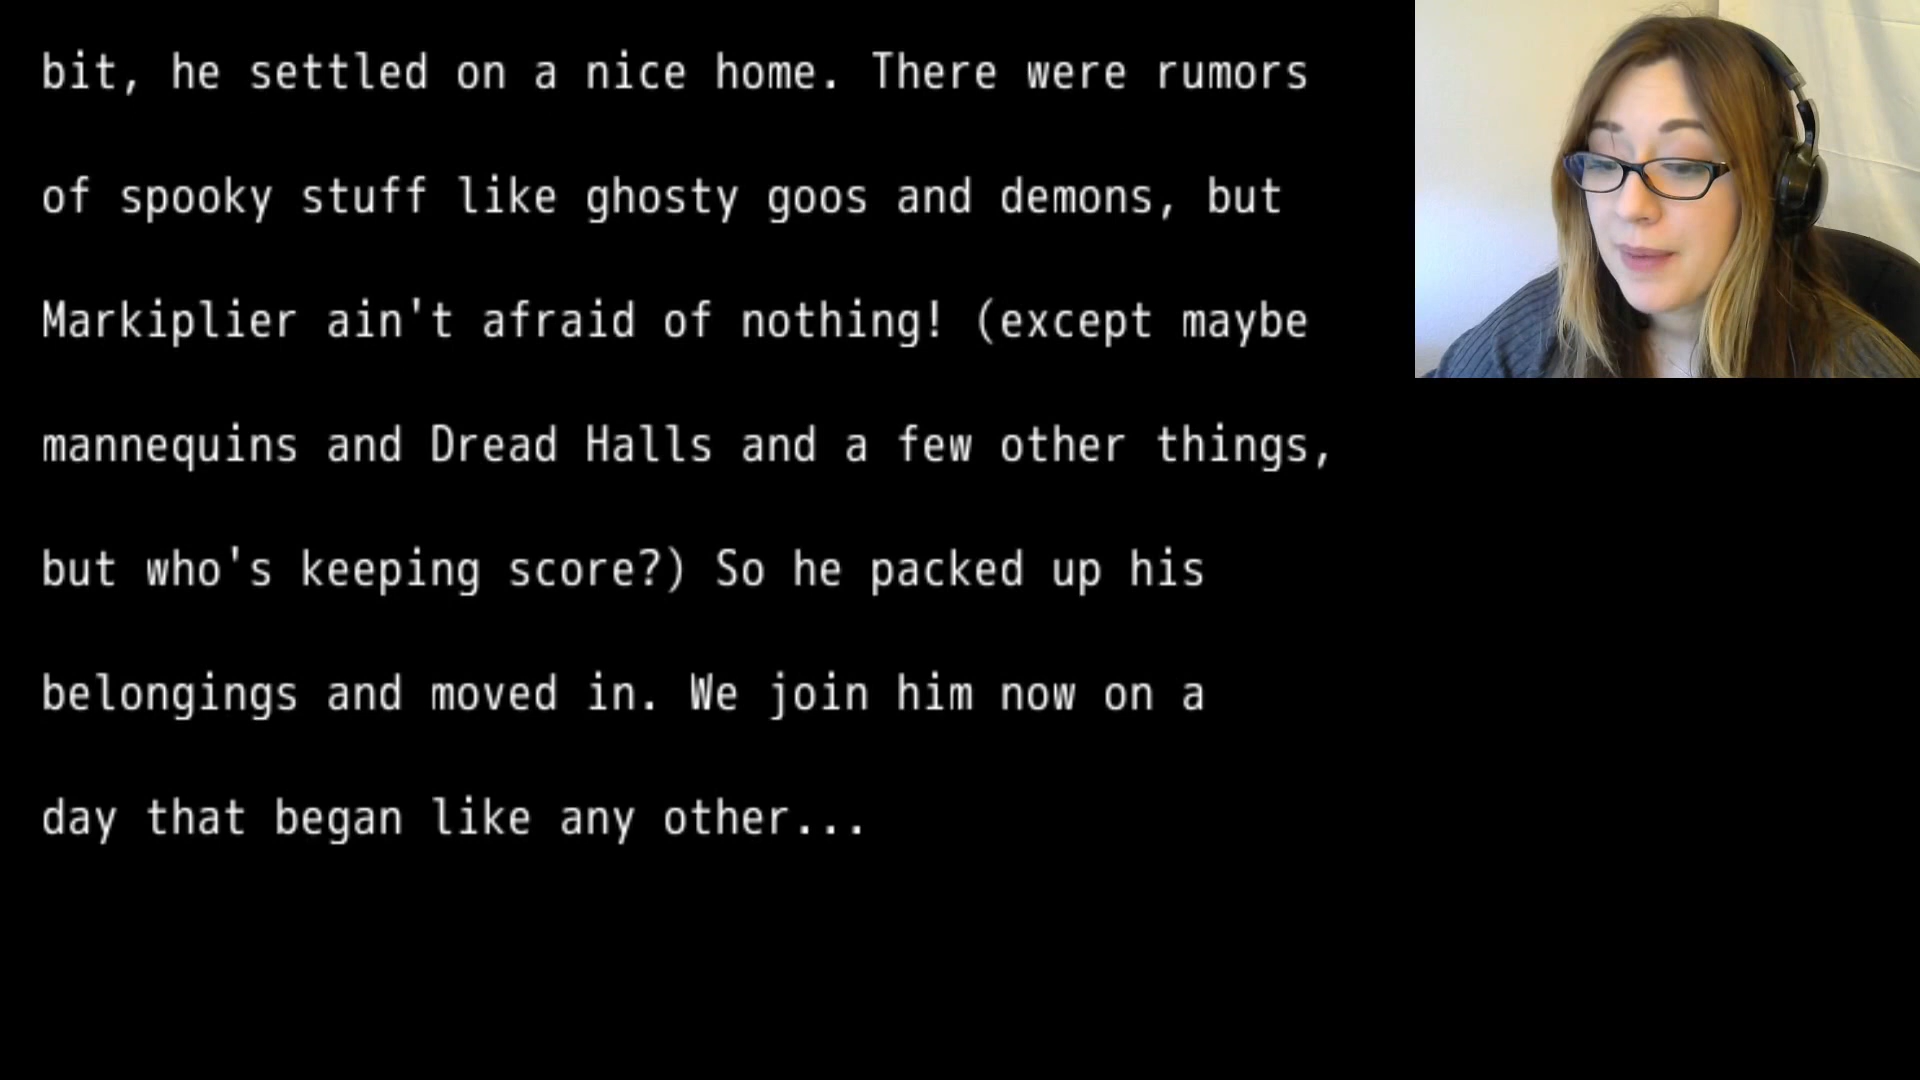 bit, he settled on a nice home. There were rumors
of spooky stuff like ghosty goos and demons, but
Markiplier ain't afraid of nothing! (except maybe
mannequins and Dread Halls and a few other things,
but who's keeping score?) So he packed up his
belongings and moved in. We join him now on a
day that began like any other...